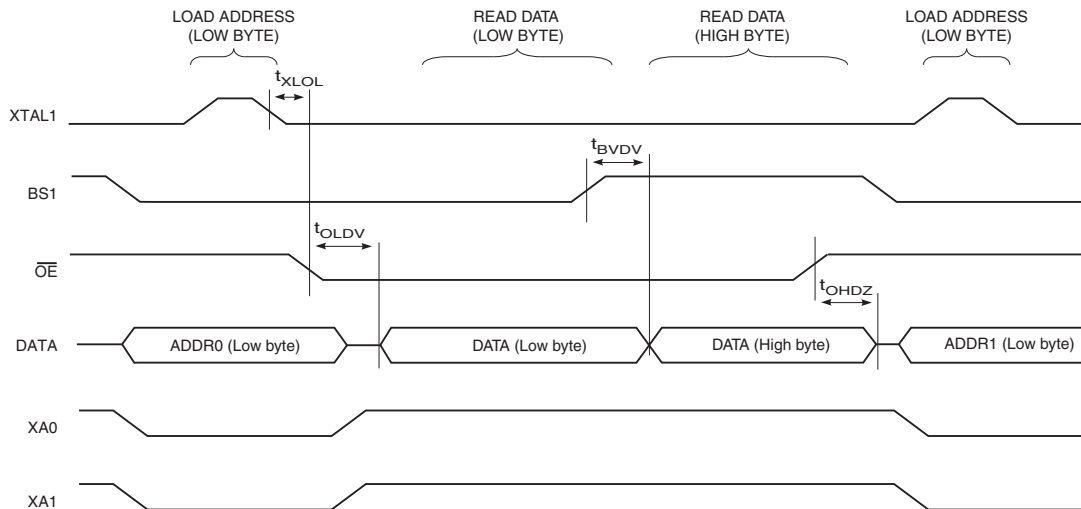 LOAD ADDRESS
(LOW BYTE)
READ DATA
(LOW BYTE)
READ DATA
(HIGH BYTE)
LOAD ADDRESS
(LOW BYTE)
tXLOL
XTAL1
tBVDV
BS1
tOLDV
OE
tOHDZ
DATA
ADDR0 (Low byte)
DATA (Low byte)
DATA (High byte)
ADDR1 (Low byte)
XA0
XA1